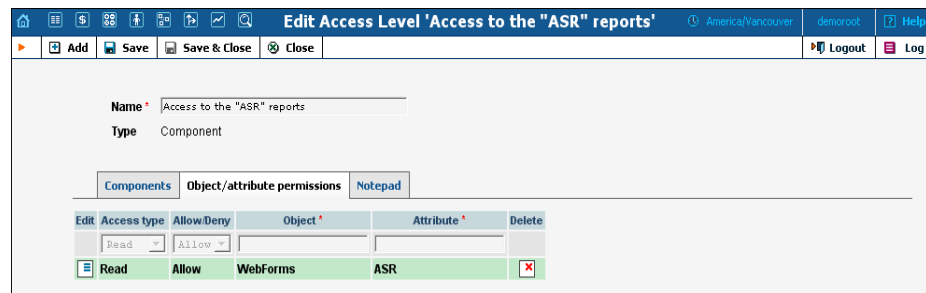 Edit Access Level 'Access to the "ASR" reports' America/Vancouver demoroot Help
Add Save Save & Close Close Logout Log
Name * Access to the "ASR" reports
Type Component
Components Object/attribute permissions Notepad
Edit Access type Allow/Deny Object * Attribute * Delete
Read Allow
Read Allow WebForms ASR